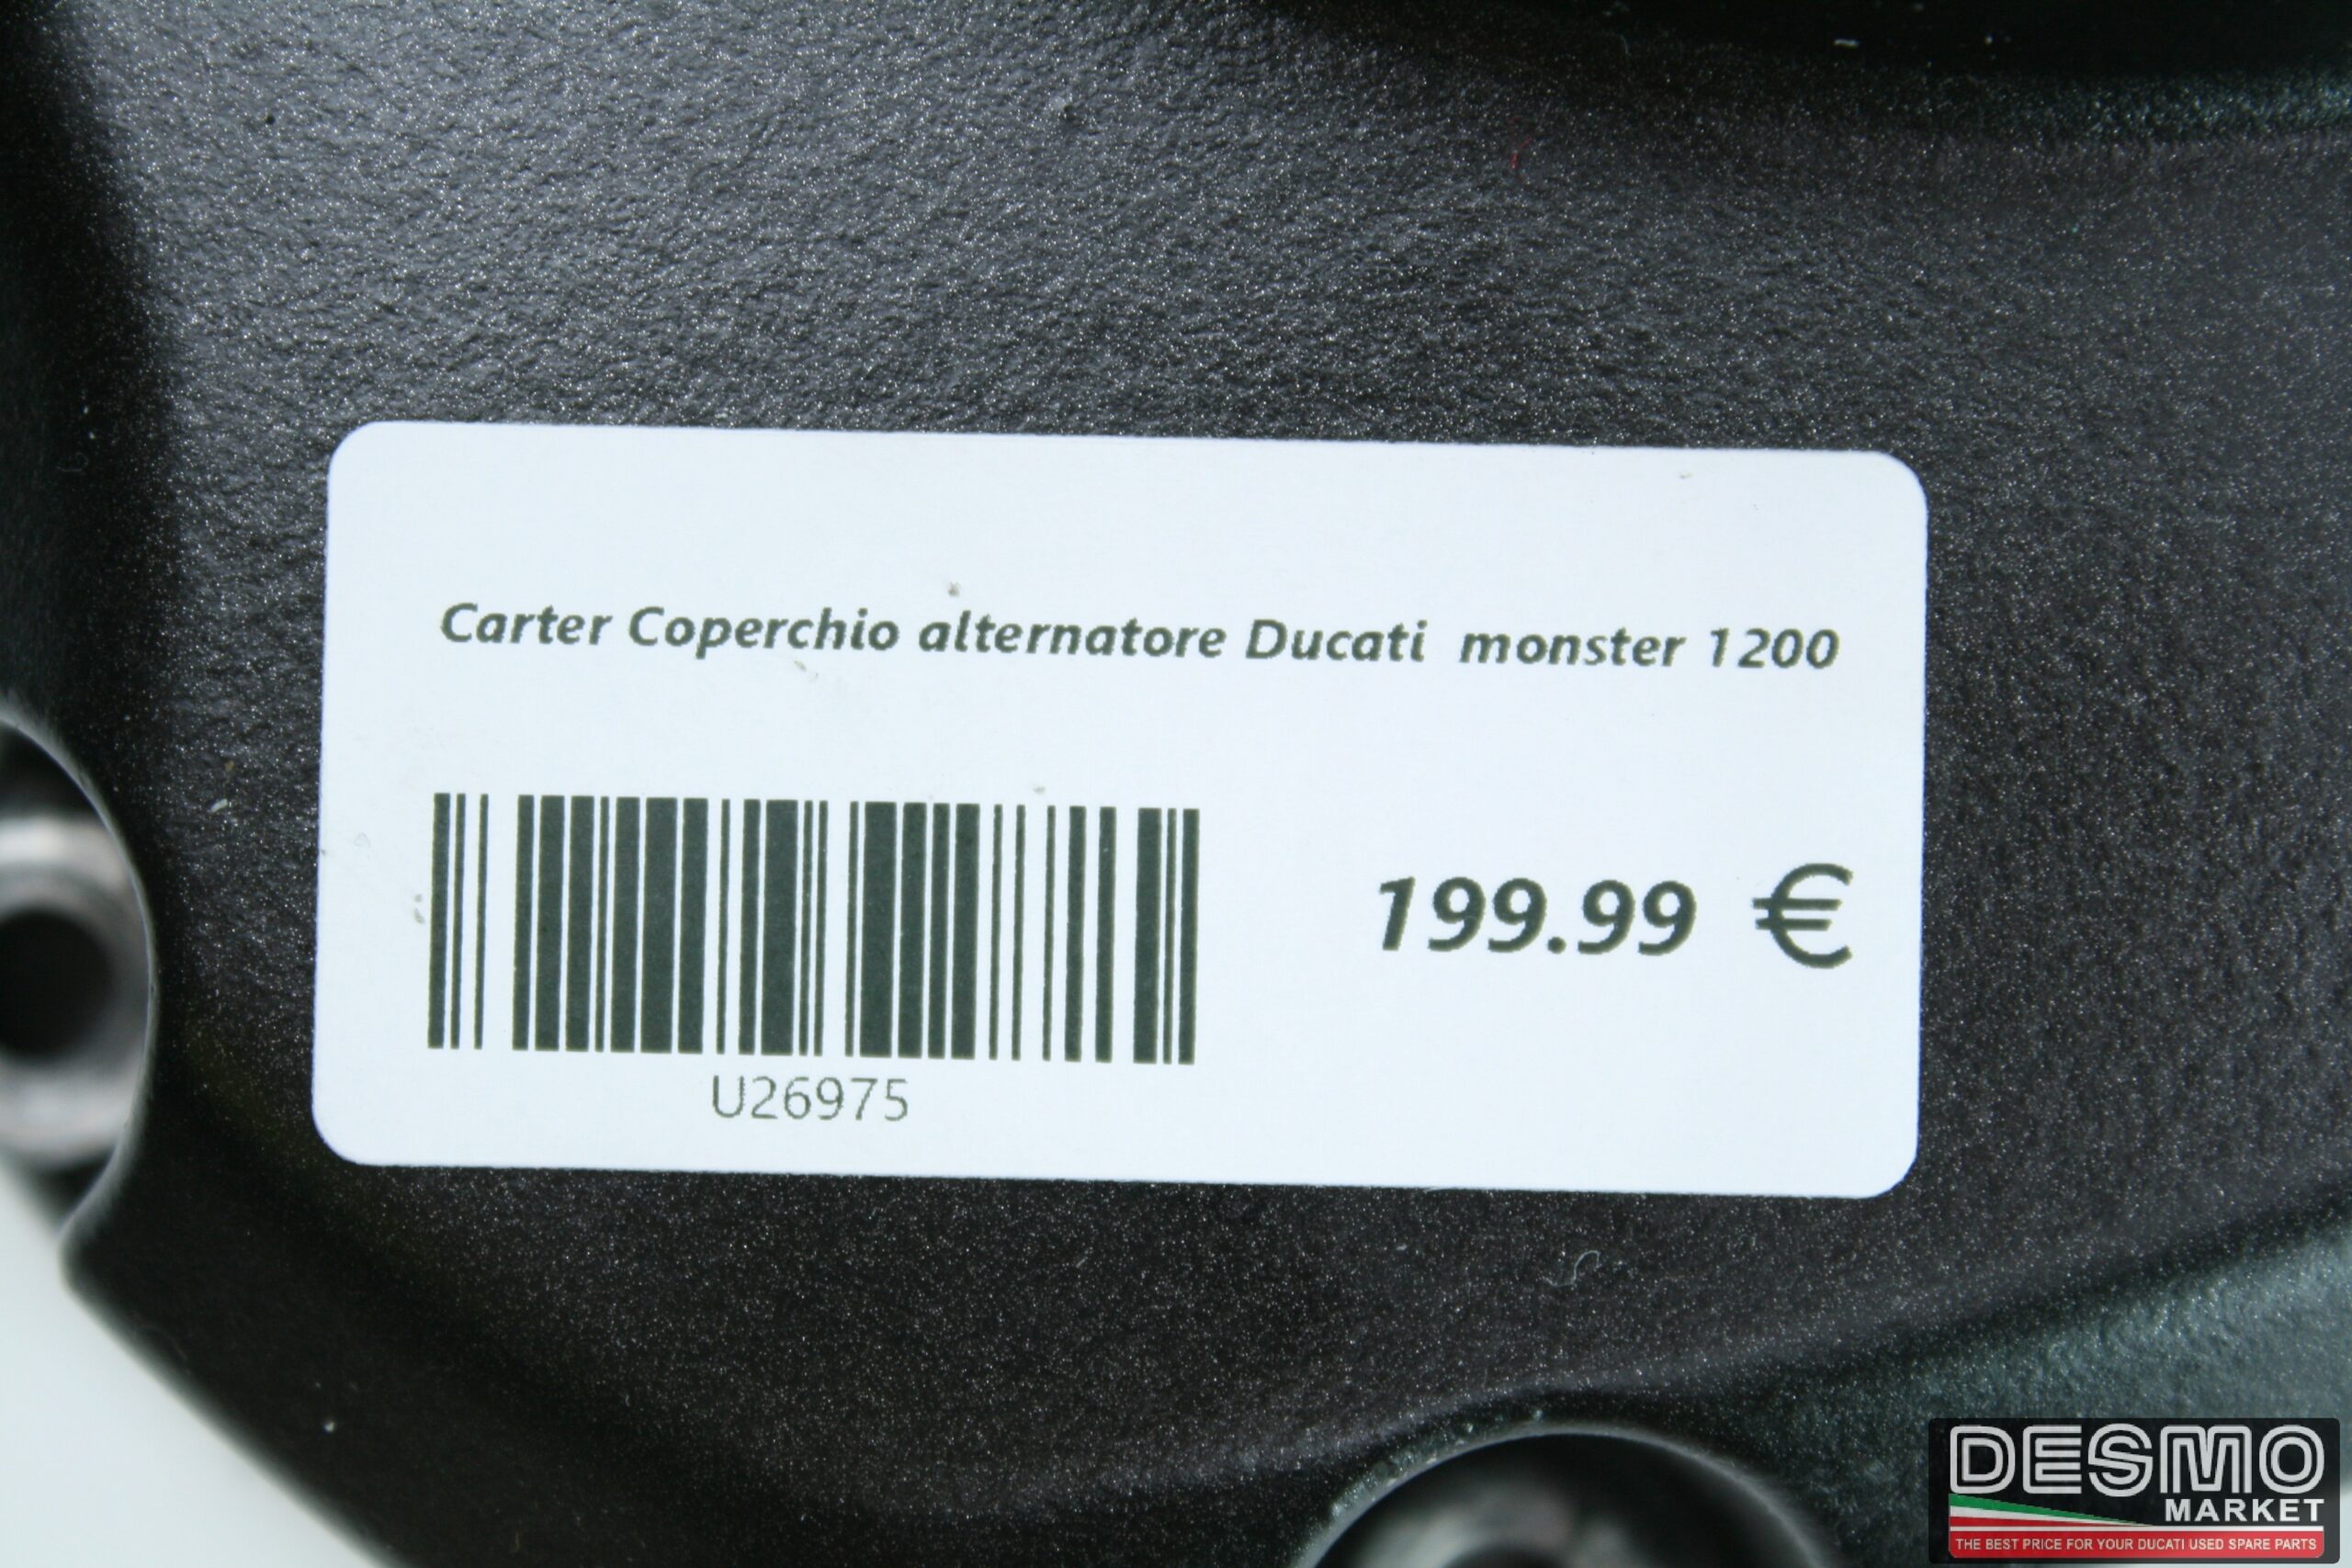 Carter Coperchio alternatore Ducati  monster 1200
199.99 €
U26975
DESMO
MARKET
THE BEST PRICE FOR YOUR DUCATI USED SPARE PARTS